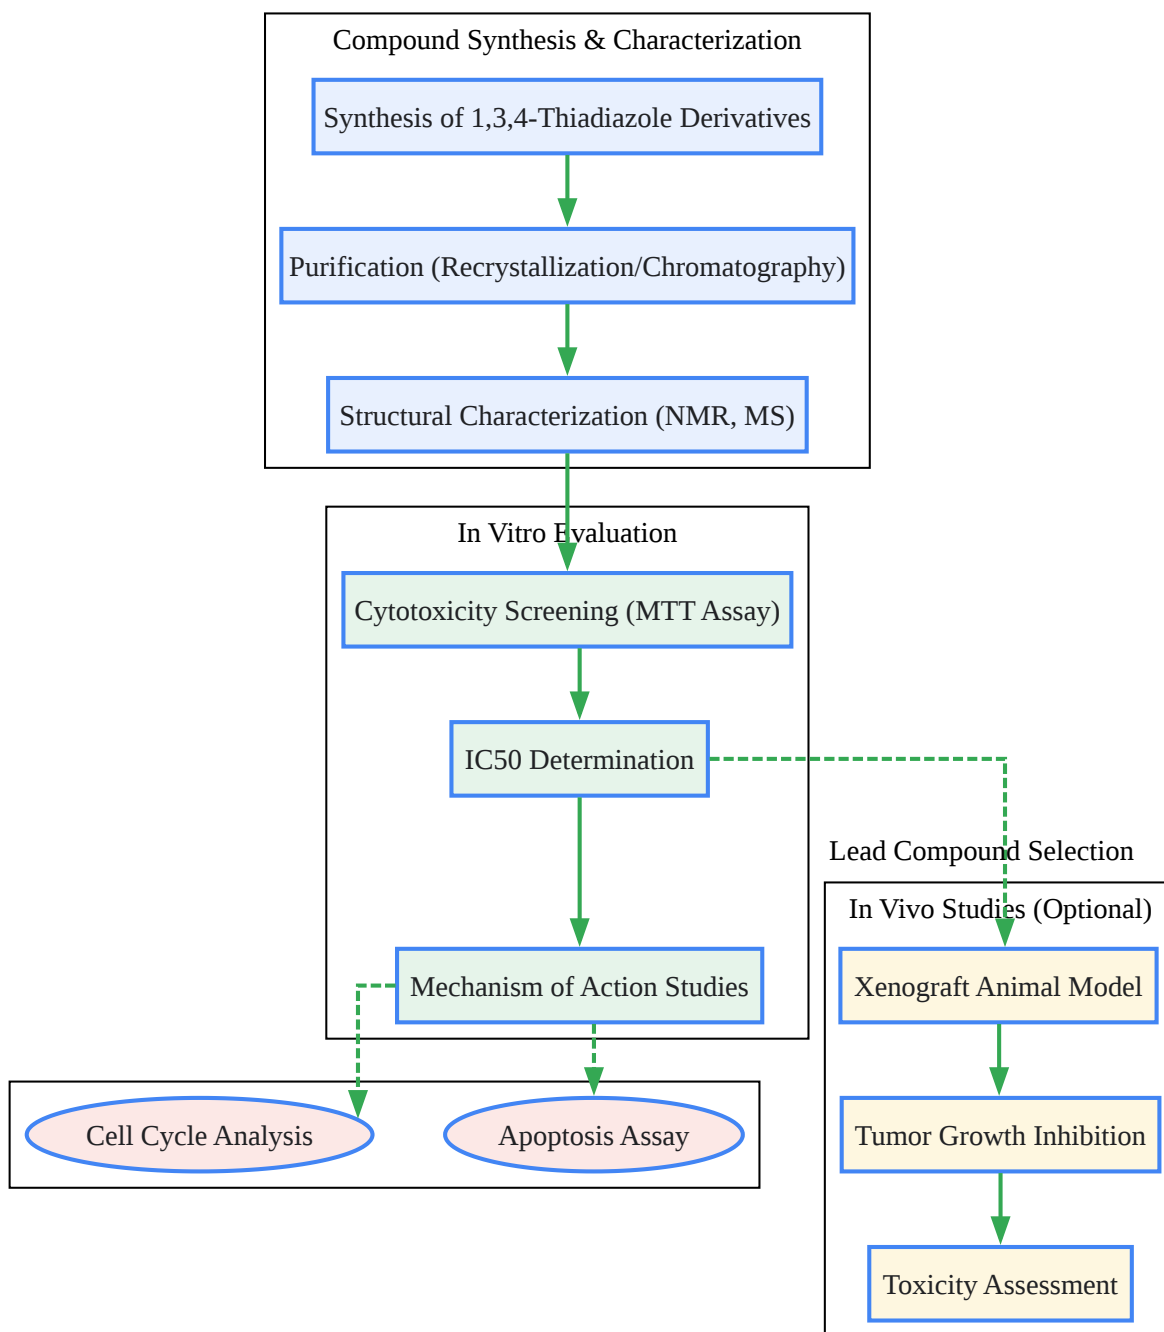 Compound Synthesis & Characterization
Synthesis of 1,3,4-Thiadiazole Derivatives
Purification (Recrystallization/Chromatography)
Structural Characterization (NMR, MS)
In Vitro Evaluation
Cytotoxicity Screening (MTT Assay)
IC50 Determination
Lead Compound Selection
In Vivo Studies (Optional)
Mechanism of Action Studies
Xenograft Animal Model
Cell Cycle Analysis
Apoptosis Assay
Tumor Growth Inhibition
Toxicity Assessment